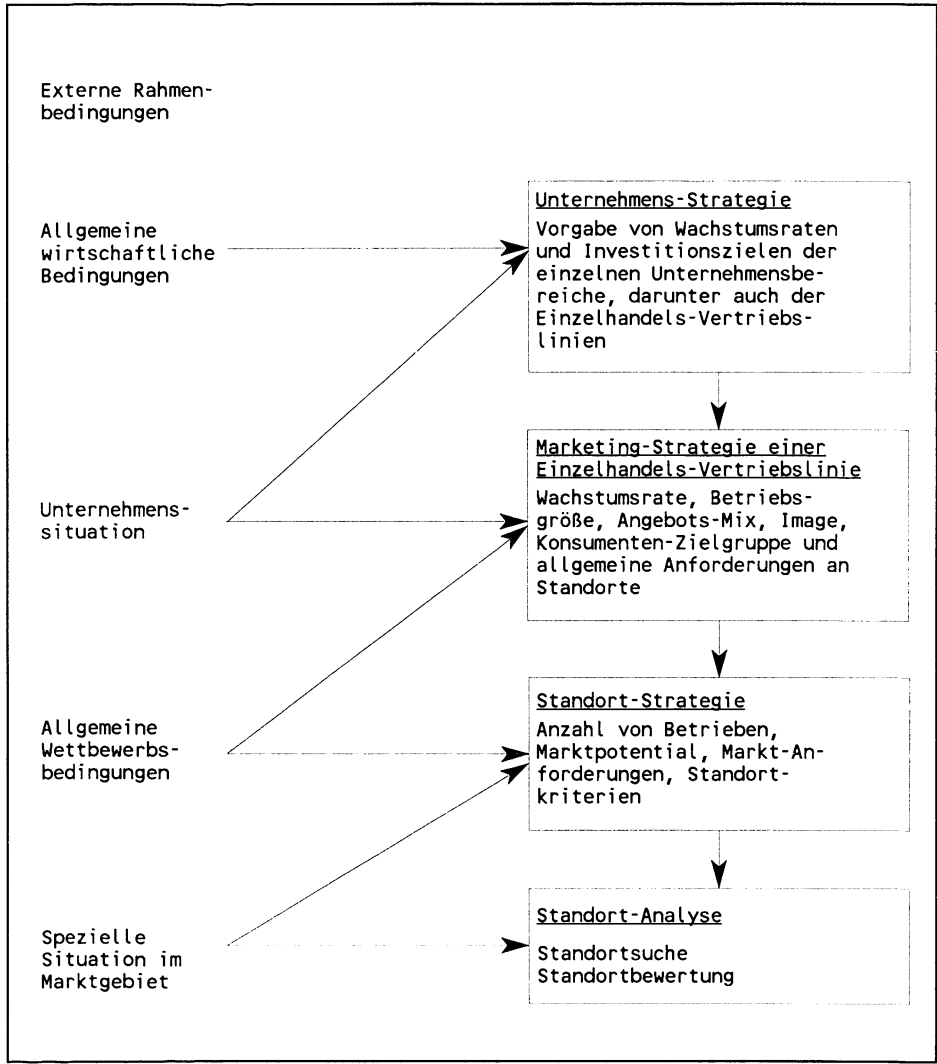 Externe Rahmen-
bedingungen
Allgemeine
wirtschaftliche
Bedingungen
Unternehmens-Strategie
Vorgabe von Wachstumsraten
und Investitionszielen der
einzelnen Unternehmensbe-
reiche, darunter auch der
Einzelhandels-Vertriebs-
linien
Unternehmens-
situation
Marketing-Strategie einer
Einzelhandels-Vertriebslinie
Wachstumsrate, Betriebs-
größe, Angebots-Mix, Image,
Konsumenten-Zielgruppe und
allgemeine Anforderungen an
Standorte
Allgemeine
Wettbewerbs-
bedingungen
Standort-Strategie
Anzahl von Betrieben,
Marktpotential, Markt-An-
forderungen, Standort-
kriterien
Spezielle
Situation im
Marktgebiet
Standort-Analyse
Standortsuche
Standortbewertung